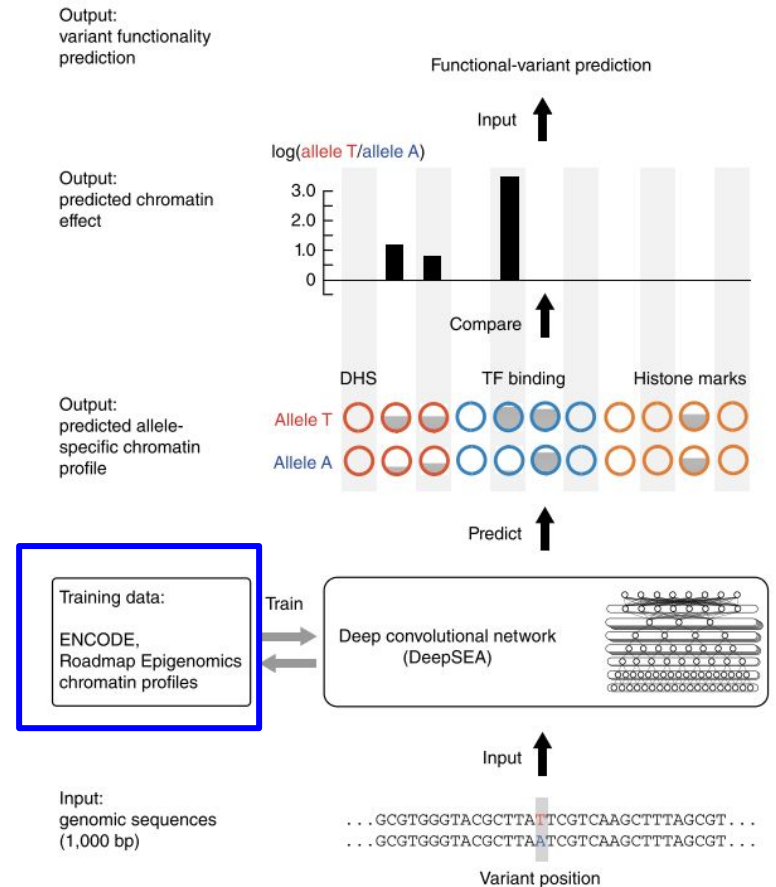 Output:
variant functionality
prediction
Functional-variant prediction
Input
log(allele T/allele A)
Output:
predicted chromatin
effect
3.0
2.0
1.0
0
Compare
DHS
TF binding
Histone marks
Output:
predicted allele-
specific chromatin
profile
Allele T
Allele A
Predict
Training data:
ENCODE,
Roadmap Epigenomics
chromatin profiles
Train
Deep convolutional network
(DeepSEA)
Input
Input:
genomic sequences
(1,000 bp)
...GCGTGGGTACGCTTATTCGTCAAGCTTTAGCGT...
...GCGTGGGTACGCTTAATCGTCAAGCTTTAGCGT...
Variant position